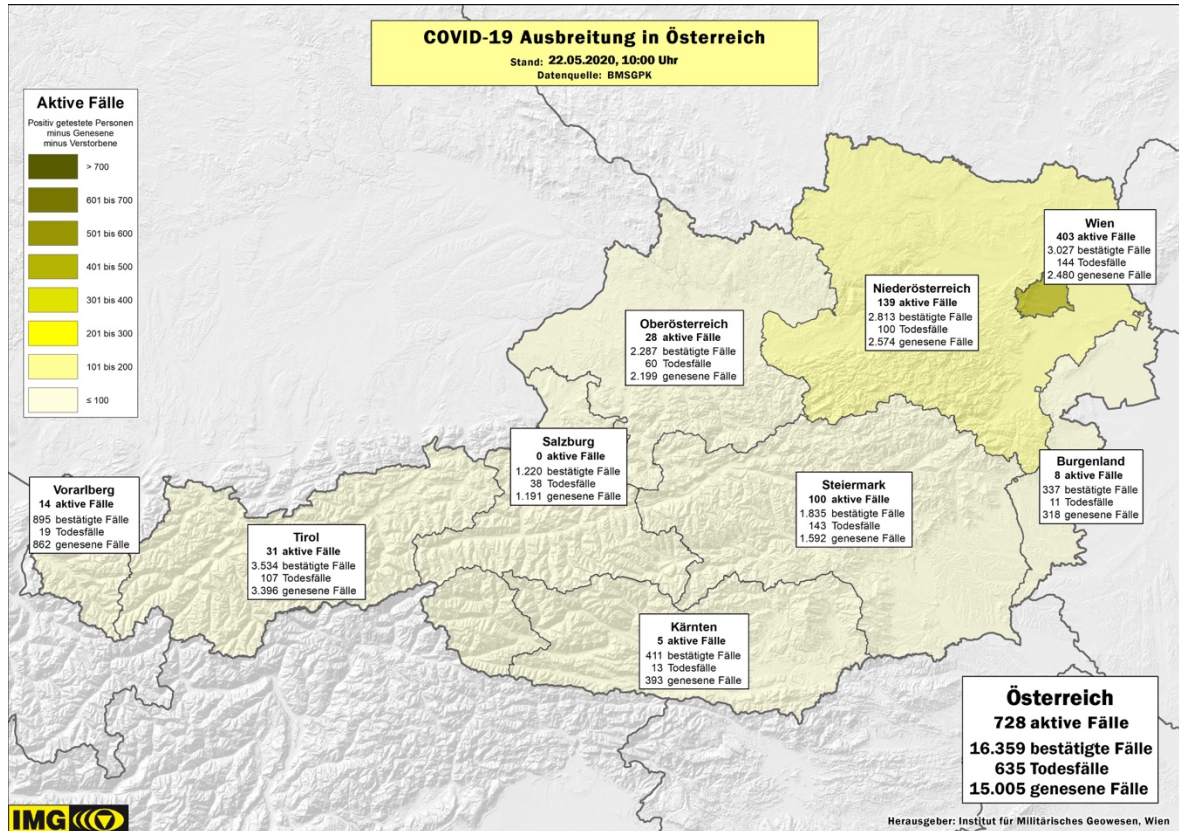 COVID-19 Ausbreitung in Österreich
Stand: 22.05.2020, 10:00 Uhr
Datenquelle: BMSGPK
Aktive Fälle
Positiv getestete Personen
minus Genesene
minus Verstorbene
> 700
601 bis 700
501 bis 600
401 bis 500
301 bis 400
201 bis 300
101 bis 200
≤ 100
Wien
403 aktive Fälle
3.027 bestätigte Fälle
144 Todesfälle
2.480 genesene Fälle
Niederösterreich
139 aktive Fälle
2.813 bestätigte Fälle
100 Todesfälle
2.574 genesene Fälle
Oberösterreich
28 aktive Fälle
2.287 bestätigte Fälle
60 Todesfälle
2.199 genesene Fälle
Salzburg
0 aktive Fälle
1.220 bestätigte Fälle
38 Todesfälle
1.191 genesene Fälle
Steiermark
100 aktive Fälle
1.835 bestätigte Fälle
143 Todesfälle
1.592 genesene Fälle
Burgenland
8 aktive Fälle
337 bestätigte Fälle
11 Todesfälle
318 genesene Fälle
Vorarlberg
14 aktive Fälle
895 bestätigte Fälle
19 Todesfälle
862 genesene Fälle
Tirol
31 aktive Fälle
3.534 bestätigte Fälle
107 Todesfälle
3.396 genesene Fälle
Kärnten
5 aktive Fälle
411 bestätigte Fälle
13 Todesfälle
393 genesene Fälle
Österreich
728 aktive Fälle
16.359 bestätigte Fälle
635 Todesfälle
15.005 genesene Fälle
IMG
Herausgeber: Institut für Militärisches Geowesen, Wien